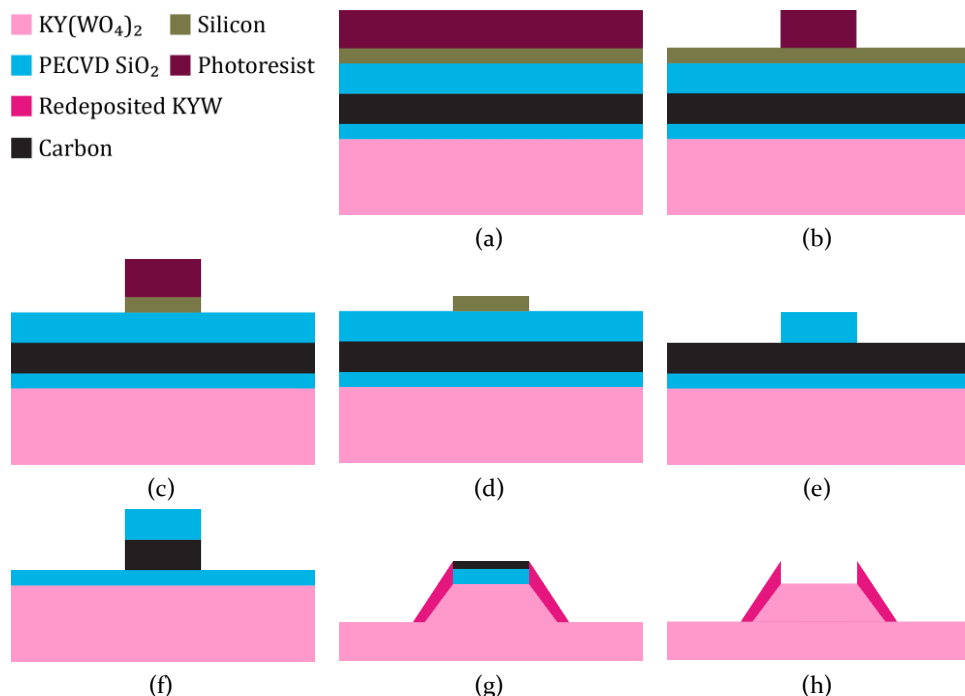 KY(WO₄)₂ Silicon
PECVD SiO₂ Photoresist
Redeposited KYW
Carbon
(a) (b)
(c) (d) (e)
(f) (g) (h)